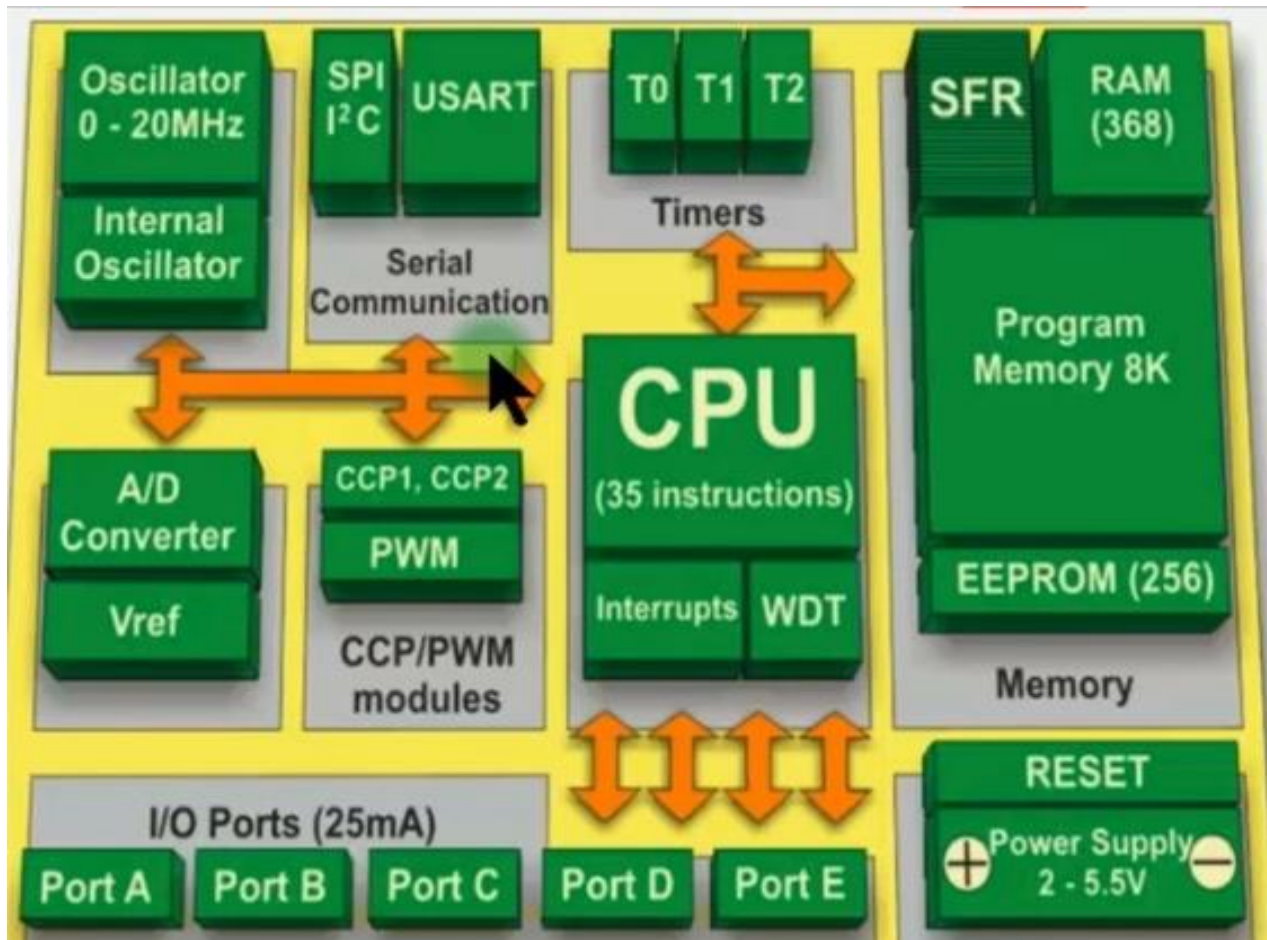 Oscillator
0 - 20MHz
Internal
Oscillator
SPI
I²C
USART
Serial
Communication
T0
T1
T2
Timers
SFR
RAM
(368)
Program
Memory 8K
EEPROM (256)
Memory
CPU
(35 instructions)
Interrupts
WDT
A/D
Converter
Vref
CCP1, CCP2
PWM
CCP/PWM
modules
I/O Ports (25mA)
Port A
Port B
Port C
Port D
Port E
RESET
+
Power Supply
−
2 - 5.5V